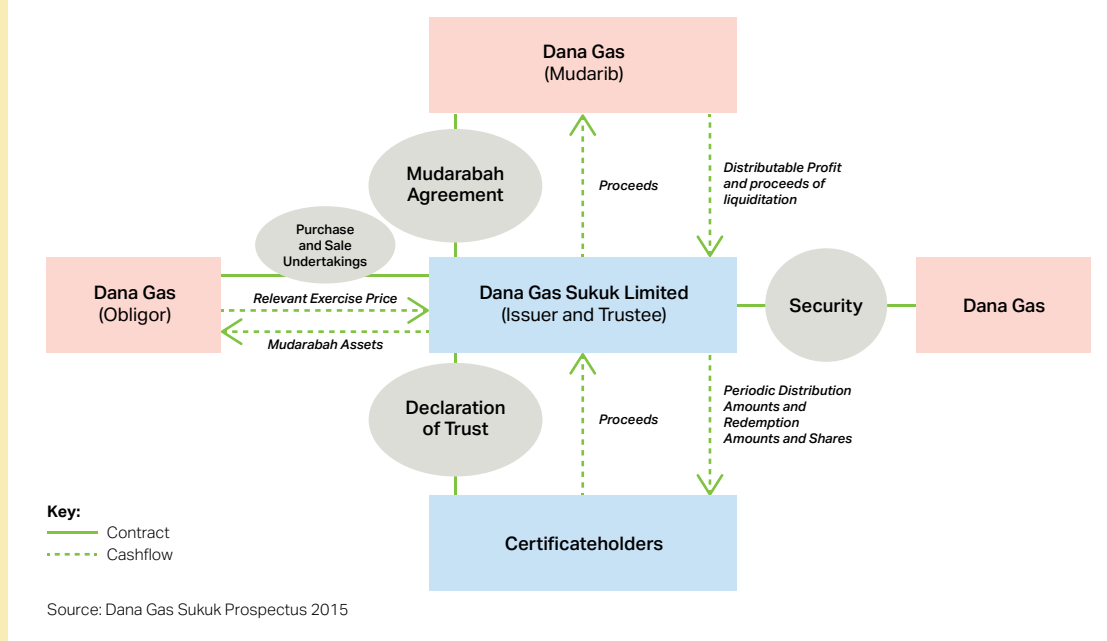 Dana Gas
(Mudarib)
Mudarabah
Agreement
Proceeds
Distributable Profit
and proceeds of
liquiditation
Purchase
and Sale
Undertakings
Dana Gas
(Obligor)
Relevant Exercise Price
Mudarabah Assets
Dana Gas Sukuk Limited
(Issuer and Trustee)
Security
Dana Gas
Declaration
of Trust
Proceeds
Periodic Distribution
Amounts and
Redemption
Amounts and Shares
Certificateholders
Key:
Contract
Cashflow
Source: Dana Gas Sukuk Prospectus 2015